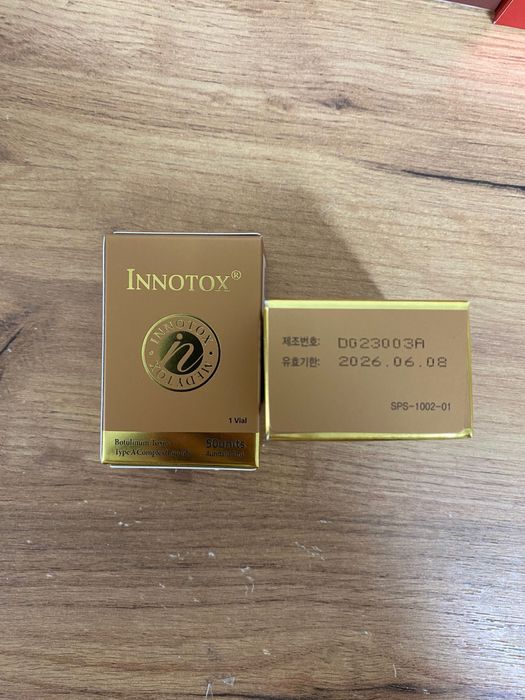 INNOTOX®
INNOTOX • MEDYTOX •
1 Vial
Botulinum Toxin
Type A Complex
50units
제조번호: DG23003A
유효기한: 2026.06.08
SPS-1002-01